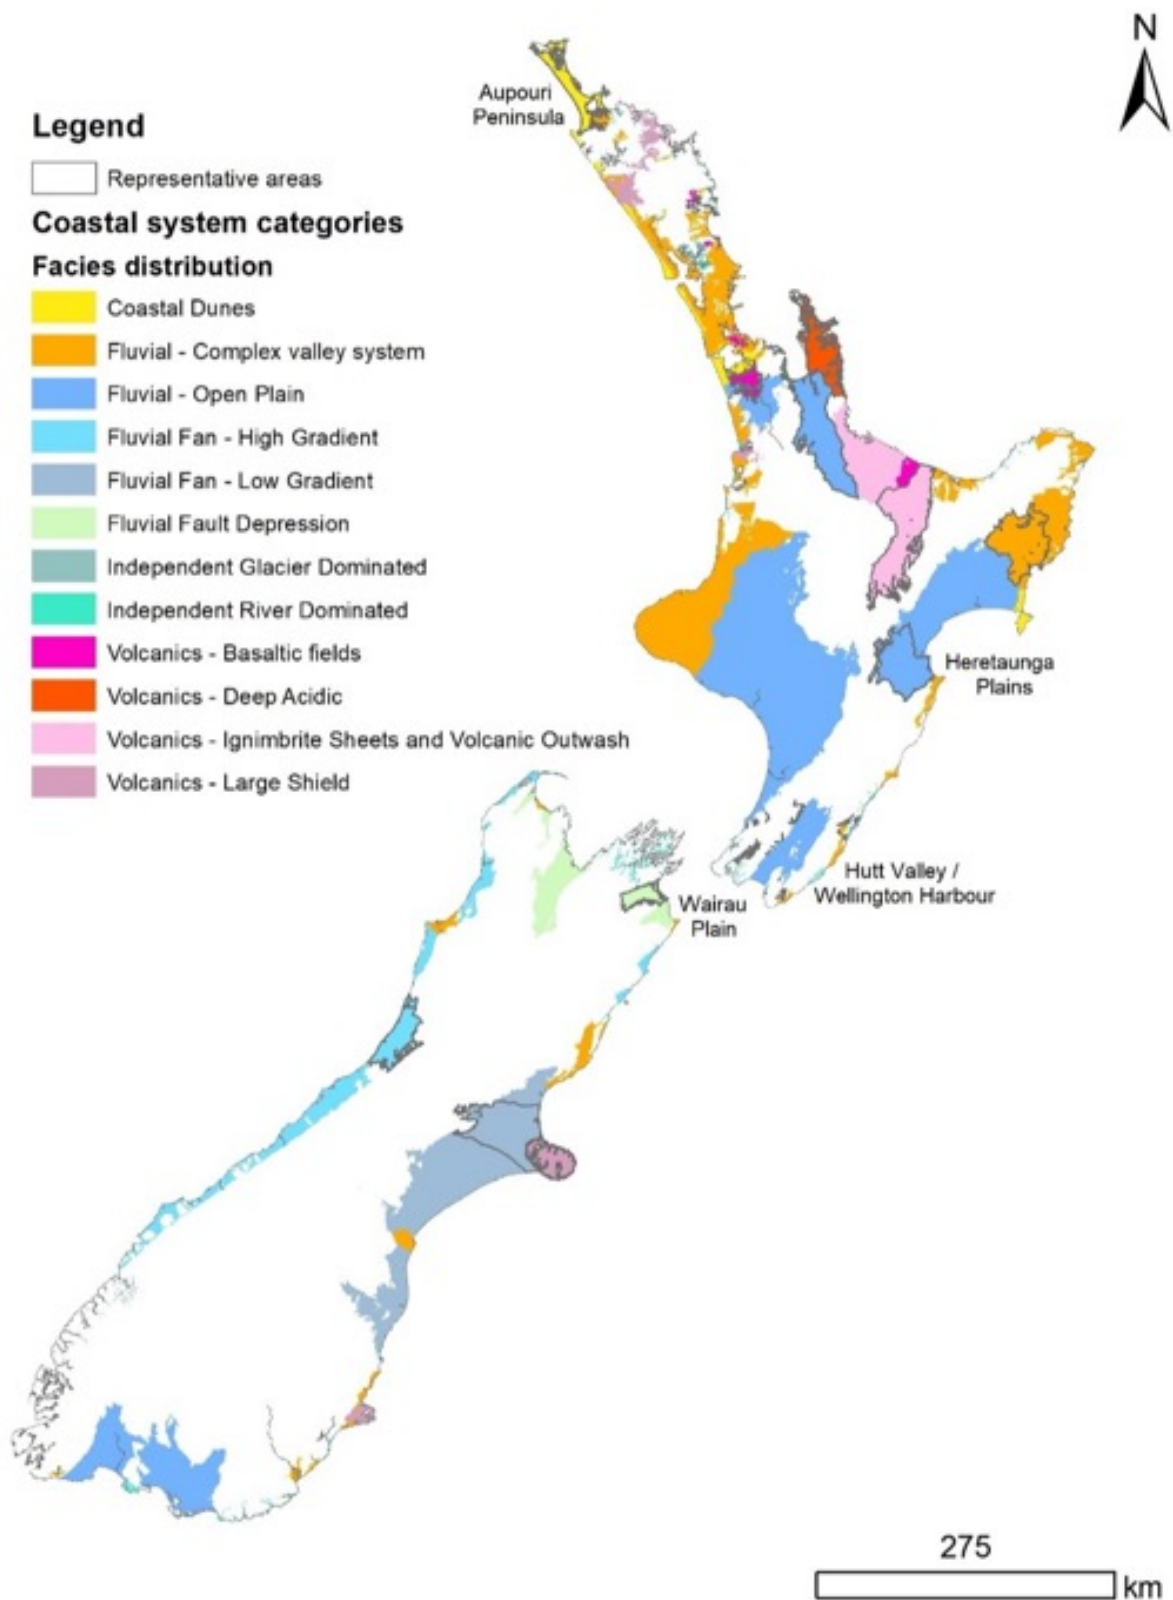 N
Aupouri
Peninsula
Legend
Representative areas
Coastal system categories
Facies distribution
Coastal Dunes
Fluvial - Complex valley system
Fluvial - Open Plain
Fluvial Fan - High Gradient
Fluvial Fan - Low Gradient
Fluvial Fault Depression
Independent Glacier Dominated
Independent River Dominated
Volcanics - Basaltic fields
Volcanics - Deep Acidic
Volcanics - Ignimbrite Sheets and Volcanic Outwash
Volcanics - Large Shield
Heretaunga
Plains
Hutt Valley /
Wellington Harbour
Wairau
Plain
275
km